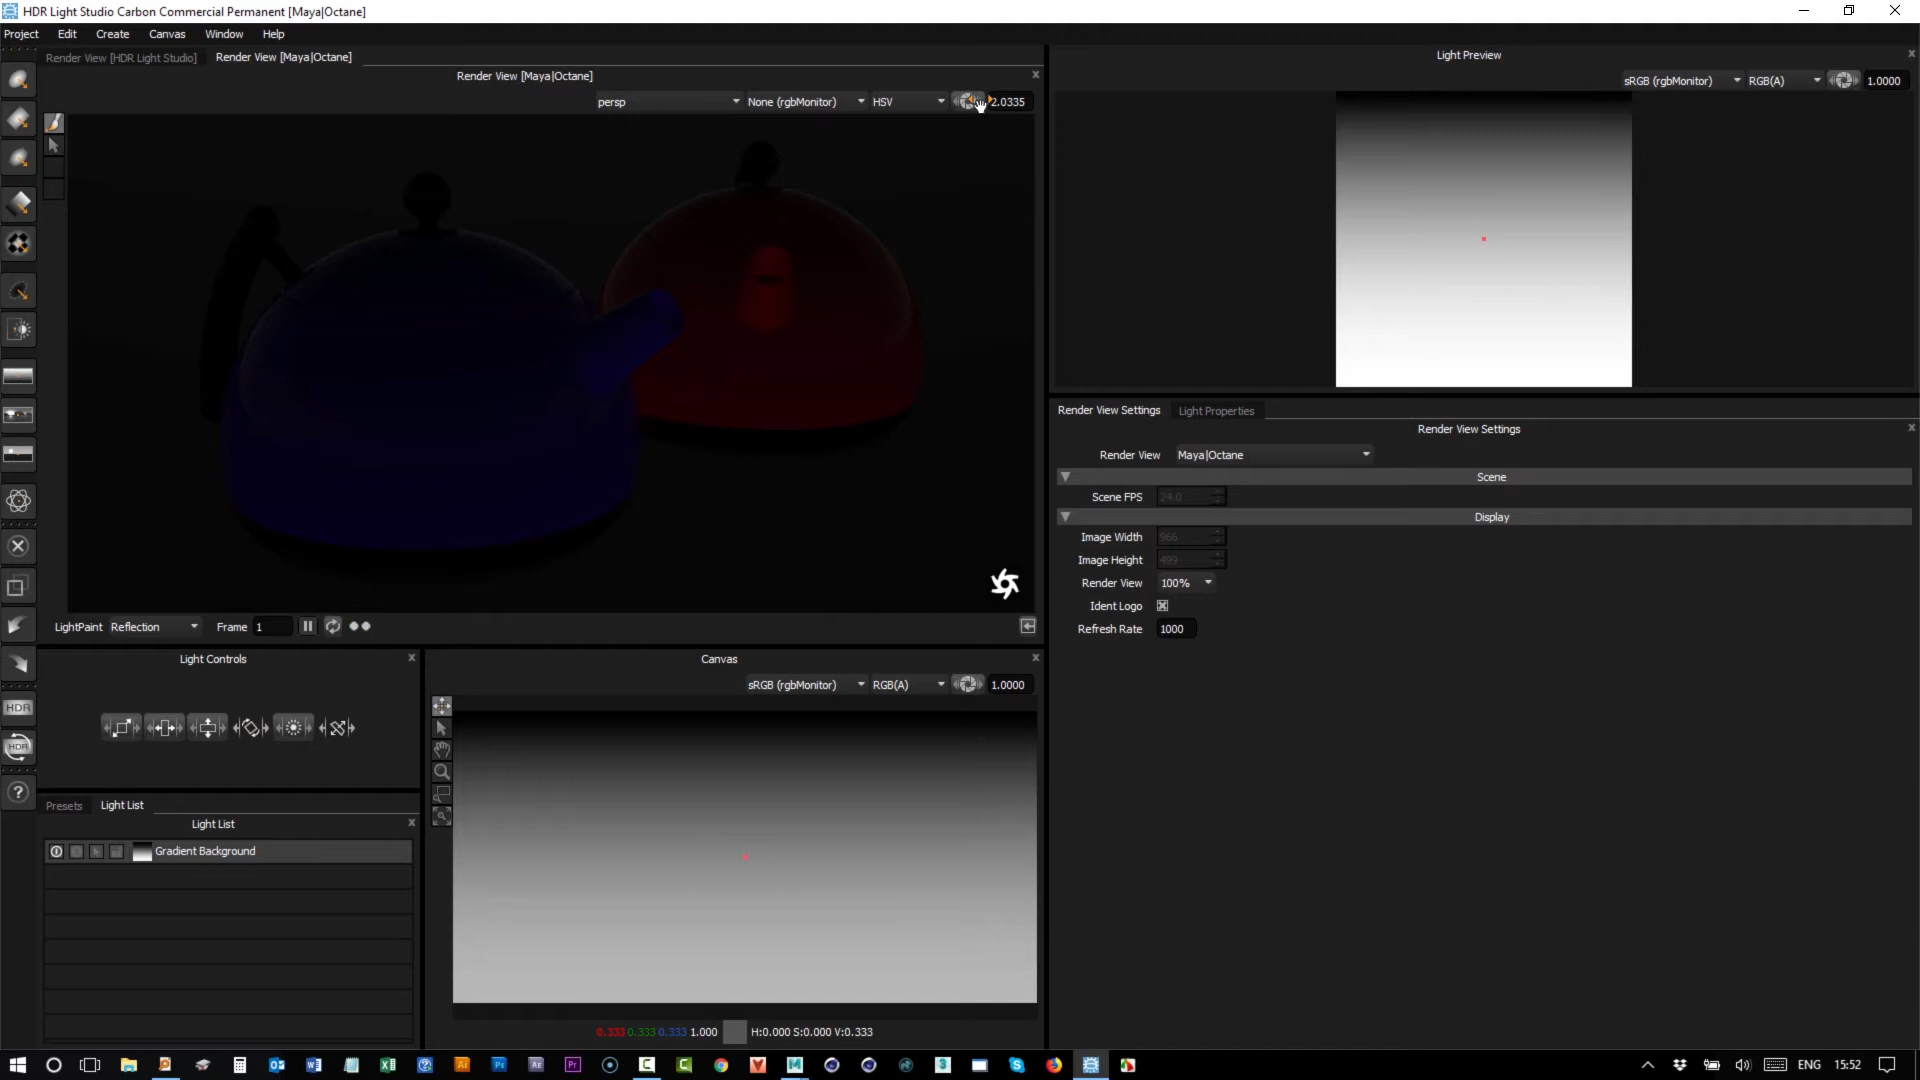 HDR Light Studio Carbon Commercial Permanent [Maya|Octane]
Project Edit Create Canvas Window Help
Render View [HDR Light Studio] Render View [Maya|Octane]
Render View [Maya|Octane]
persp None (rgbMonitor) HSV 2.0335
LightPaint Reflection Frame 1
Light Preview
sRGB (rgbMonitor) RGB(A) 1.0000
Render View Settings Light Properties
Render View Settings
Render View Maya|Octane
Scene
Scene FPS 24.0
Display
Image Width 966
Image Height 499
Render View 100%
Ident Logo
Refresh Rate 1000
Light Controls
Presets Light List
Light List
Gradient Background
Canvas
sRGB (rgbMonitor) RGB(A) 1.0000
0.333 0.333 0.333 1.000 H:0.000 S:0.000 V:0.333
HDR
HDR
ENG 15:52